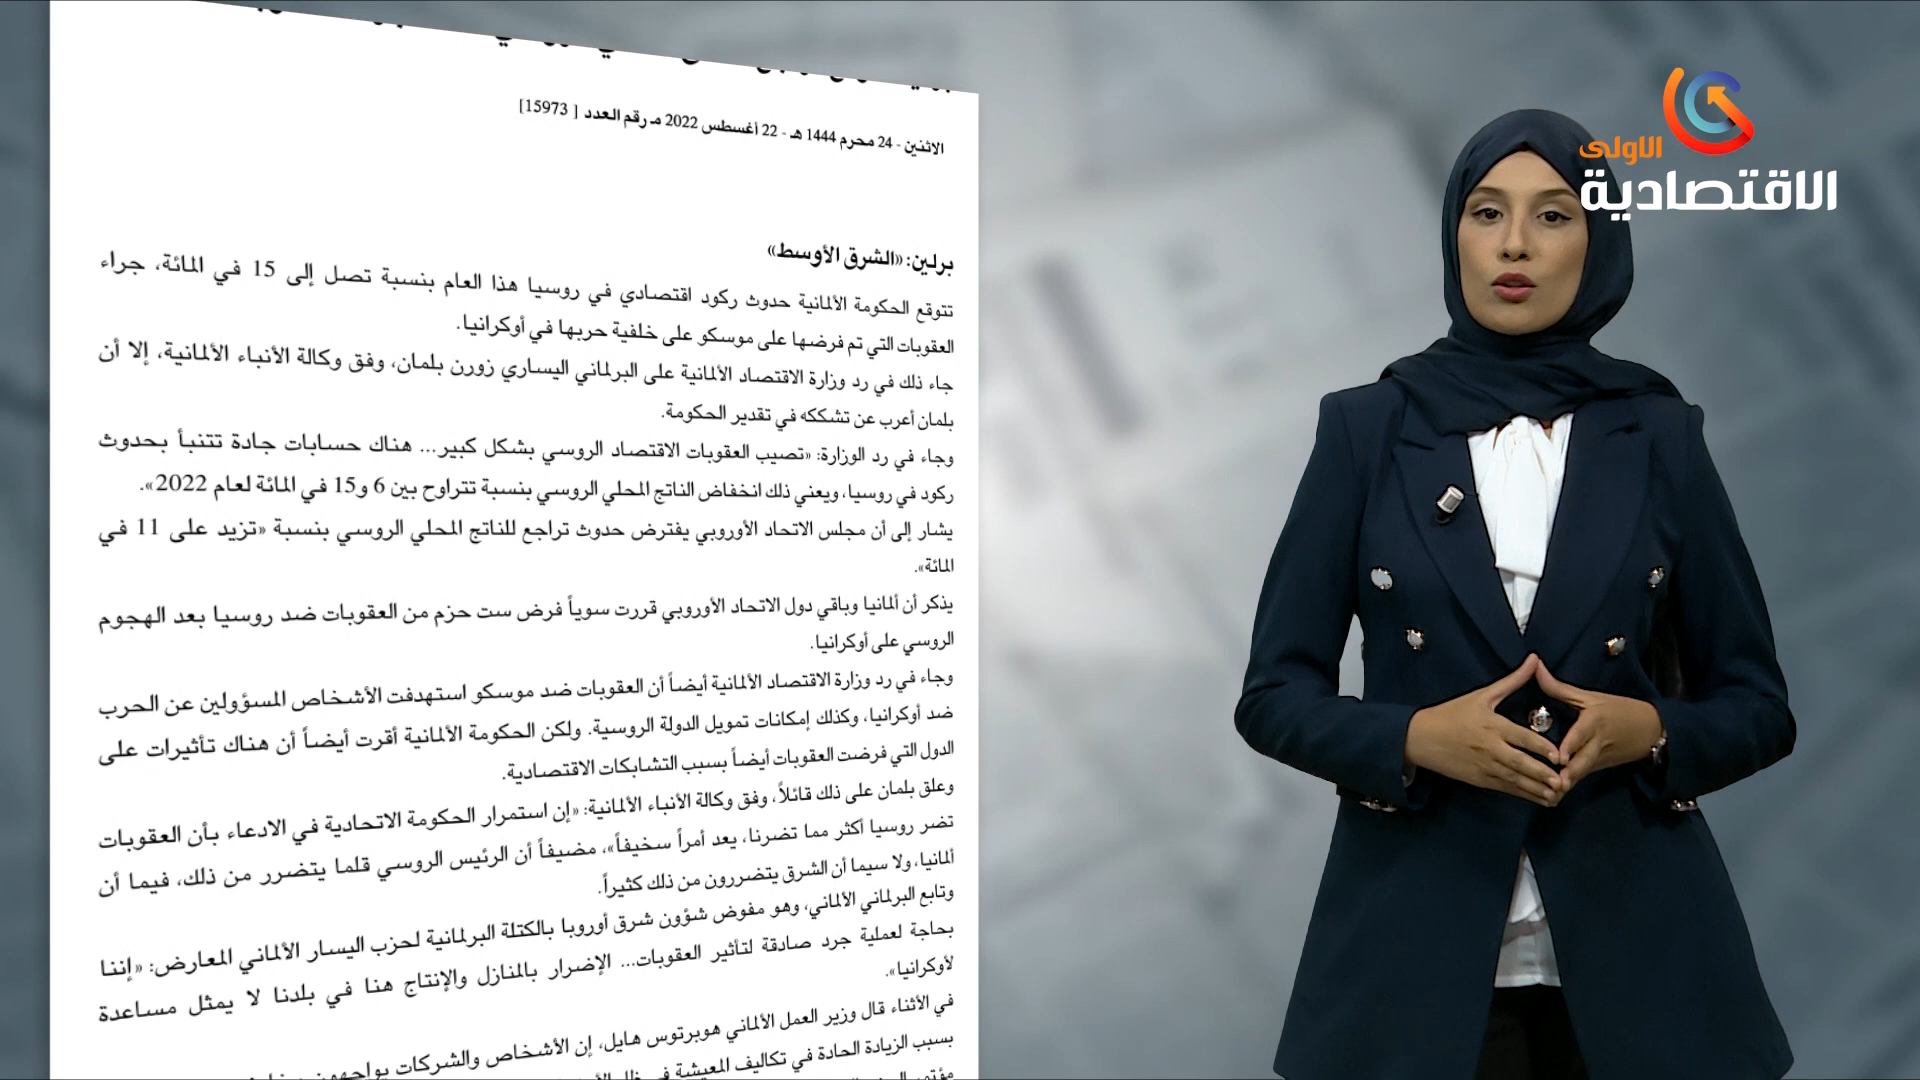 الاثنين - 24 محرم 1444 هـ - 22 أغسطس 2022 مـ رقم العدد [ 15973]
برلين: «الشرق الأوسط»
تتوقع الحكومة الألمانية حدوث ركود اقتصادي في روسيا هذا العام بنسبة تصل إلى 15 في المائة، جراء
العقوبات التي تم فرضها على موسكو على خلفية حربها في أوكرانيا.
جاء ذلك في رد وزارة الاقتصاد الألمانية على البرلماني اليساري زورن بلمان، وفق وكالة الأنباء الألمانية، إلا أن
بلمان أعرب عن تشككه في تقدير الحكومة.
وجاء في رد الوزارة: «تصيب العقوبات الاقتصاد الروسي بشكل كبير... هناك حسابات جادة تتنبأ بحدوث
ركود في روسيا، ويعني ذلك انخفاض الناتج المحلي الروسي بنسبة تتراوح بين 6 و15 في المائة لعام 2022».
يشار إلى أن مجلس الاتحاد الأوروبي يفترض حدوث تراجع للناتج المحلي الروسي بنسبة «تزيد على 11 في
المائة».
يذكر أن ألمانيا وباقي دول الاتحاد الأوروبي قررت سوياً فرض ست حزم من العقوبات ضد روسيا بعد الهجوم
الروسي على أوكرانيا.
وجاء في رد وزارة الاقتصاد الألمانية أيضاً أن العقوبات ضد موسكو استهدفت الأشخاص المسؤولين عن الحرب
ضد أوكرانيا، وكذلك إمكانات تمويل الدولة الروسية. ولكن الحكومة الألمانية أقرت أيضاً أن هناك تأثيرات على
الدول التي فرضت العقوبات أيضاً بسبب التشابكات الاقتصادية.
وعلق بلمان على ذلك قائلاً، وفق وكالة الأنباء الألمانية: «إن استمرار الحكومة الاتحادية في الادعاء بأن العقوبات
تضر روسيا أكثر مما تضرنا، يعد أمراً سخيفاً»، مضيفاً أن الرئيس الروسي قلما يتضرر من ذلك، فيما أن
ألمانيا، ولا سيما أن الشرق يتضررون من ذلك كثيراً.
وتابع البرلماني الألماني، وهو مفوض شؤون شرق أوروبا بالكتلة البرلمانية لحزب اليسار الألماني المعارض: «إننا
بحاجة لعملية جرد صادقة لتأثير العقوبات... الإضرار بالمنازل والإنتاج هنا في بلدنا لا يمثل مساعدة
لأوكرانيا».
في الأثناء قال وزير العمل الألماني هوبرتوس هايل، إن الأشخاص والشركات يواجهون
بسبب الزيادة الحادة في تكاليف المعيشة في ظل
الاولى
الاقتصادية